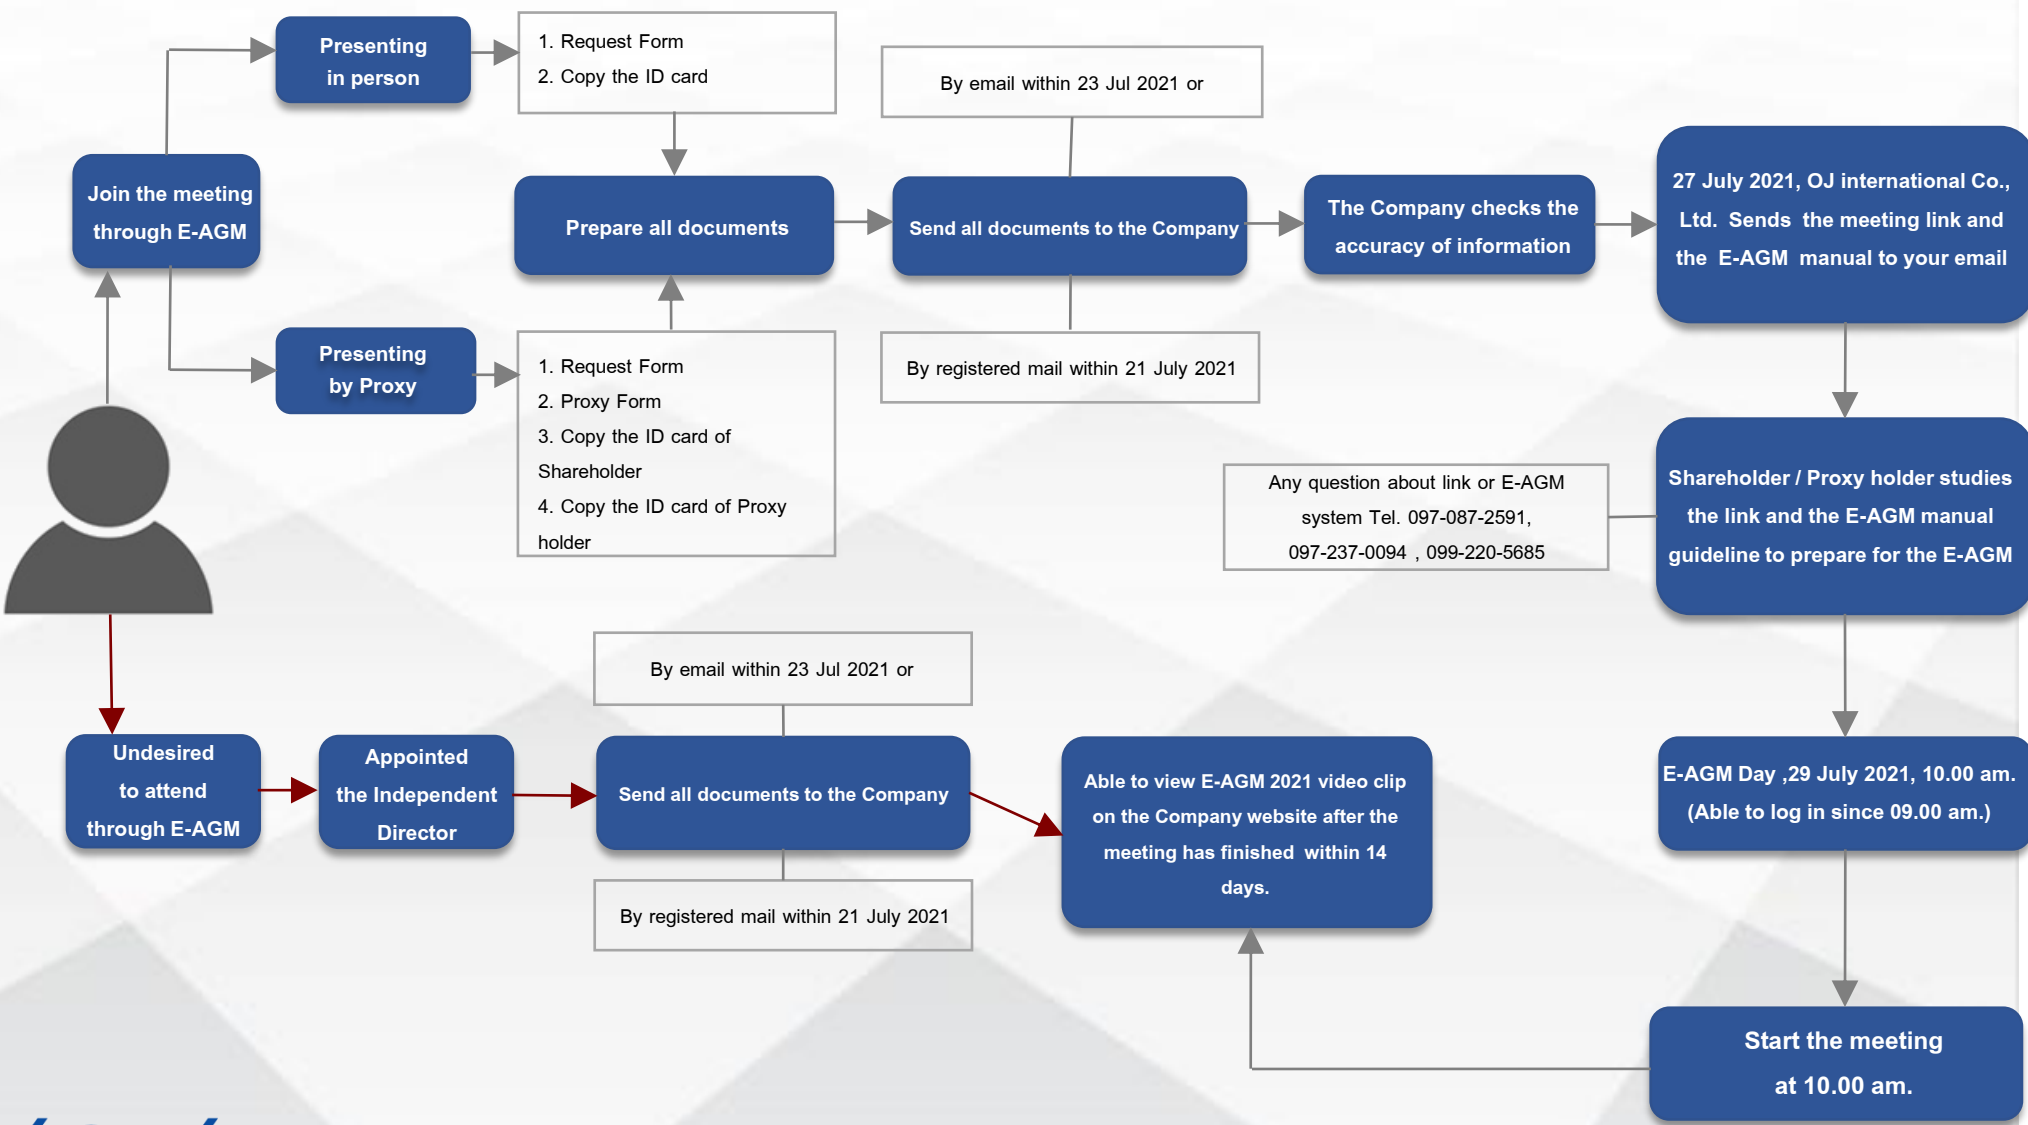 Presenting
in person
1. Request Form
2. Copy the ID card
By email within 23 Jul 2021 or
Join the meeting
through E-AGM
Prepare all documents
Send all documents to the Company
The Company checks the
accuracy of information
27 July 2021, OJ international Co.,
Ltd. Sends the meeting link and
the E-AGM manual to your email
Presenting
by Proxy
1. Request Form
2. Proxy Form
3. Copy the ID card of
Shareholder
4. Copy the ID card of Proxy
holder
By registered mail within 21 July 2021
Any question about link or E-AGM
system Tel. 097-087-2591,
097-237-0094 , 099-220-5685
Shareholder / Proxy holder studies
the link and the E-AGM manual
guideline to prepare for the E-AGM
By email within 23 Jul 2021 or
Undesired
to attend
through E-AGM
Appointed
the Independent
Director
Send all documents to the Company
Able to view E-AGM 2021 video clip
on the Company website after the
meeting has finished within 14
days.
E-AGM Day ,29 July 2021, 10.00 am.
(Able to log in since 09.00 am.)
By registered mail within 21 July 2021
Start the meeting
at 10.00 am.